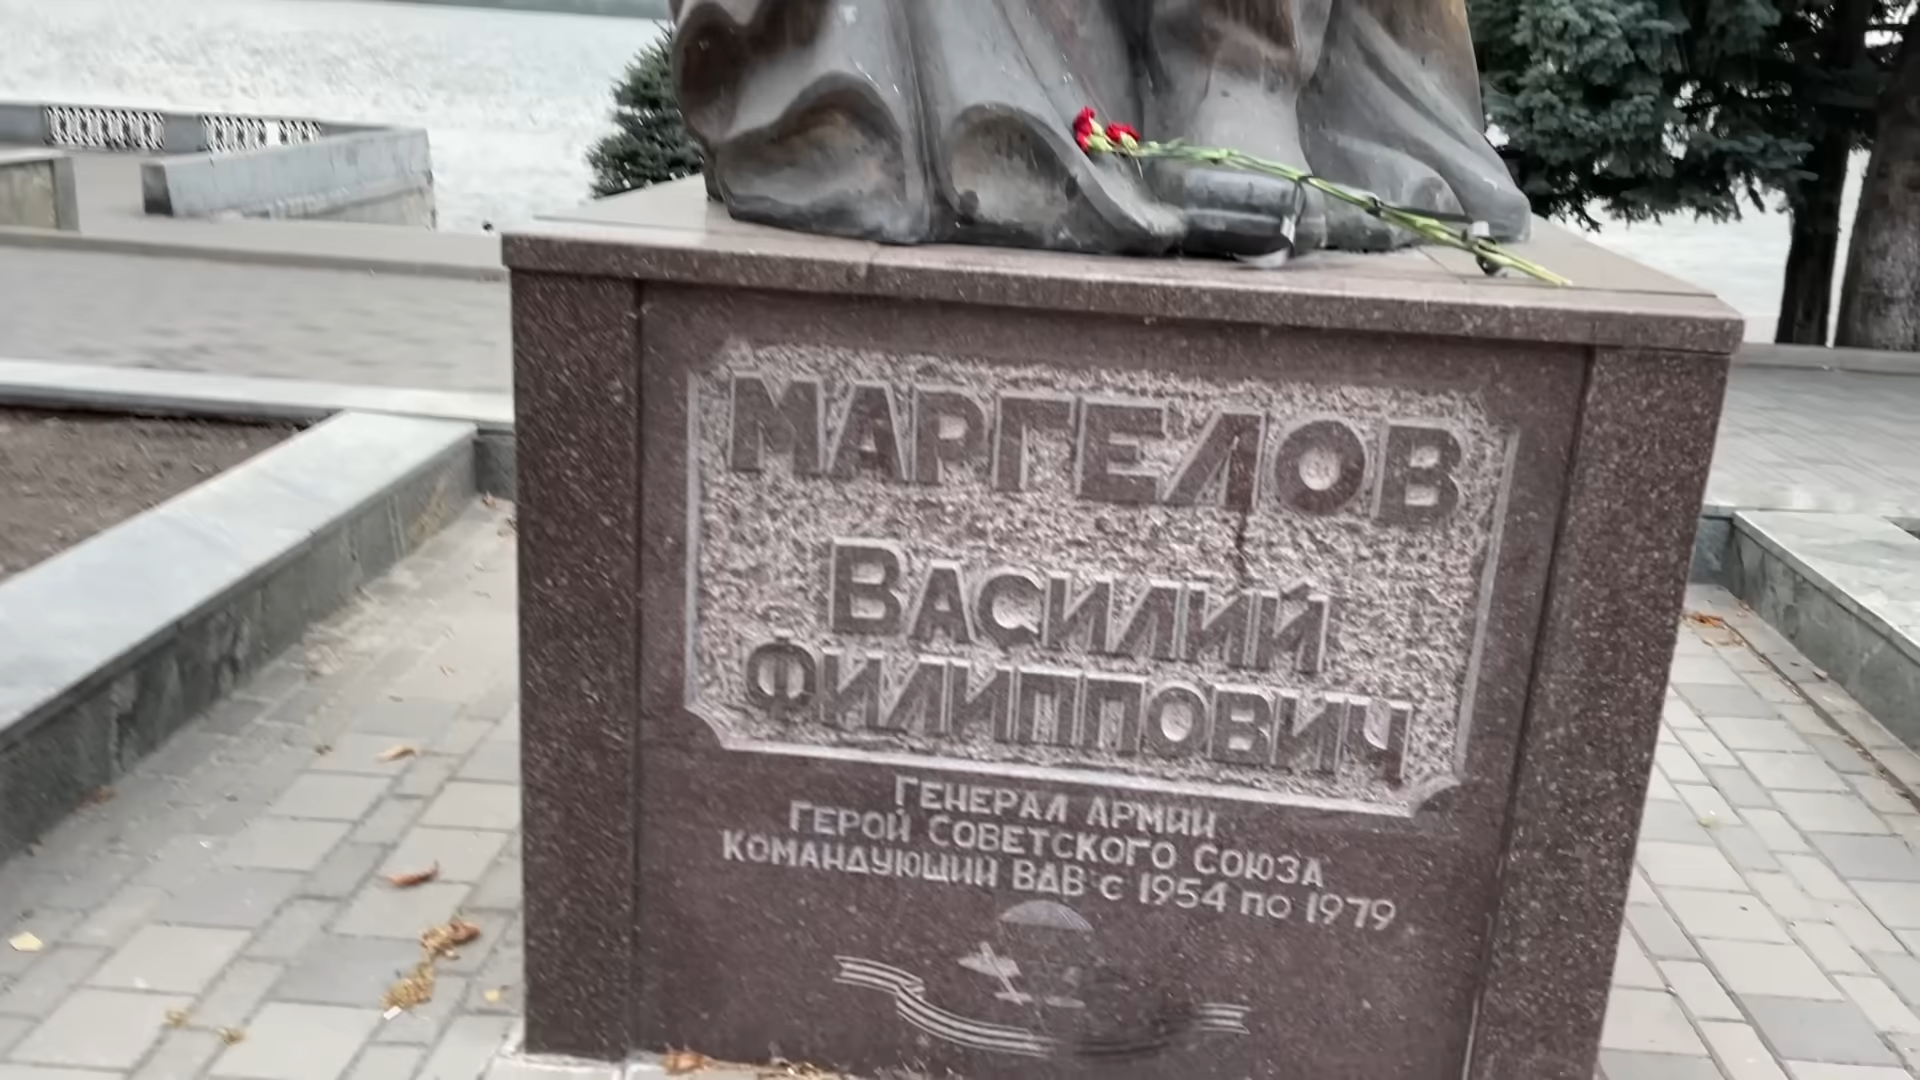 МАРГЕЛОВ
ВАСИЛИЙ
ФИЛИППОВИЧ
ГЕНЕРАЛ АРМИИ
ГЕРОЙ СОВЕТСКОГО СОЮЗА
КОМАНДУЮЩИЙ ВДВ С 1954 ПО 1979